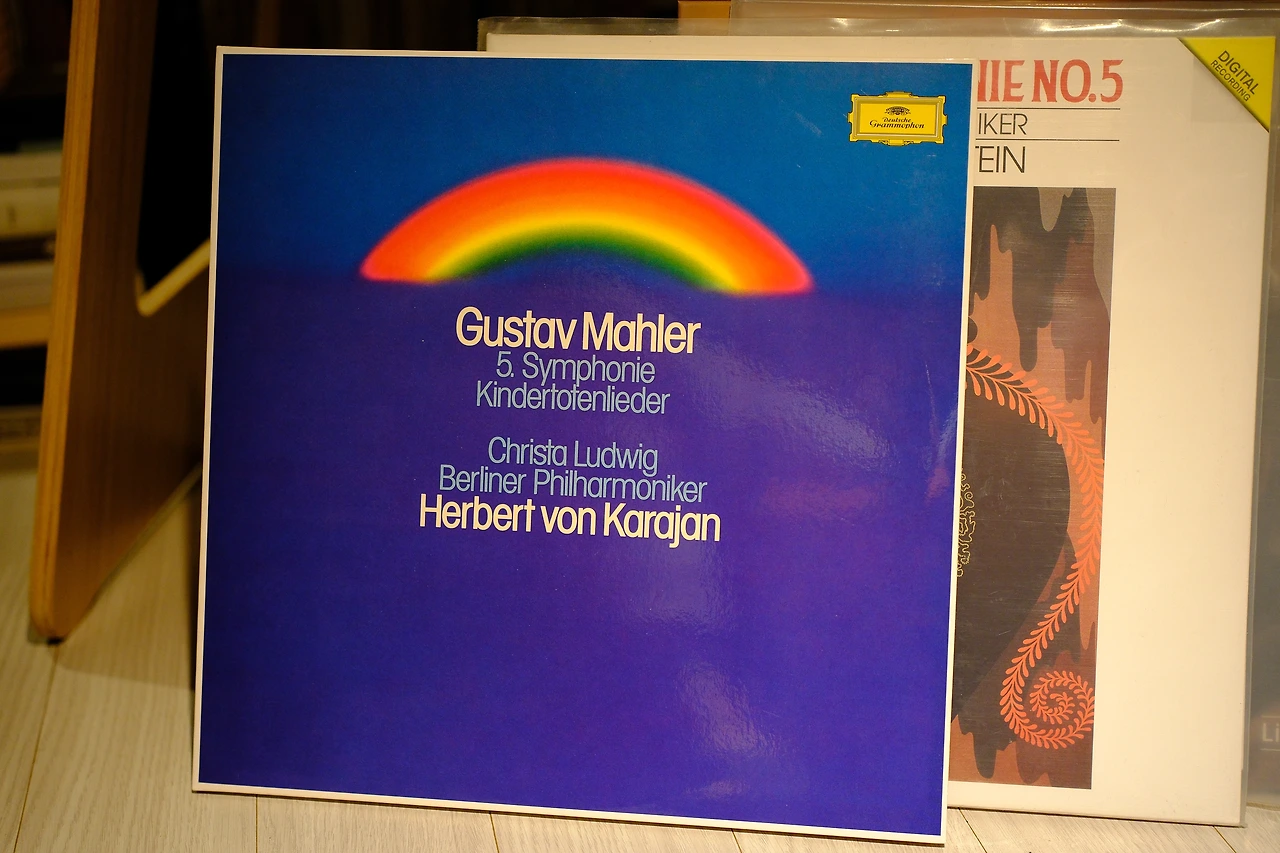 Deutsche
Grammophon
Gustav Mahler
5. Symphonie
Kindertotenlieder
Christa Ludwig
Berliner Philharmoniker
Herbert von Karajan
NIE NO.5
IKER
TEIN
DIGITAL
RECORDING